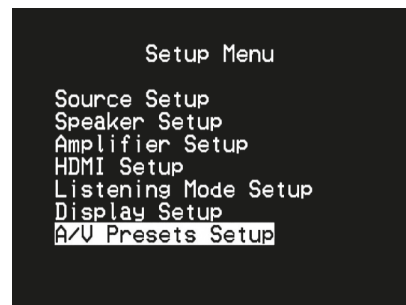 Setup Menu
Source Setup
Speaker Setup
Amplifier Setup
HDMI Setup
Listening Mode Setup
Display Setup
A/V Presets Setup